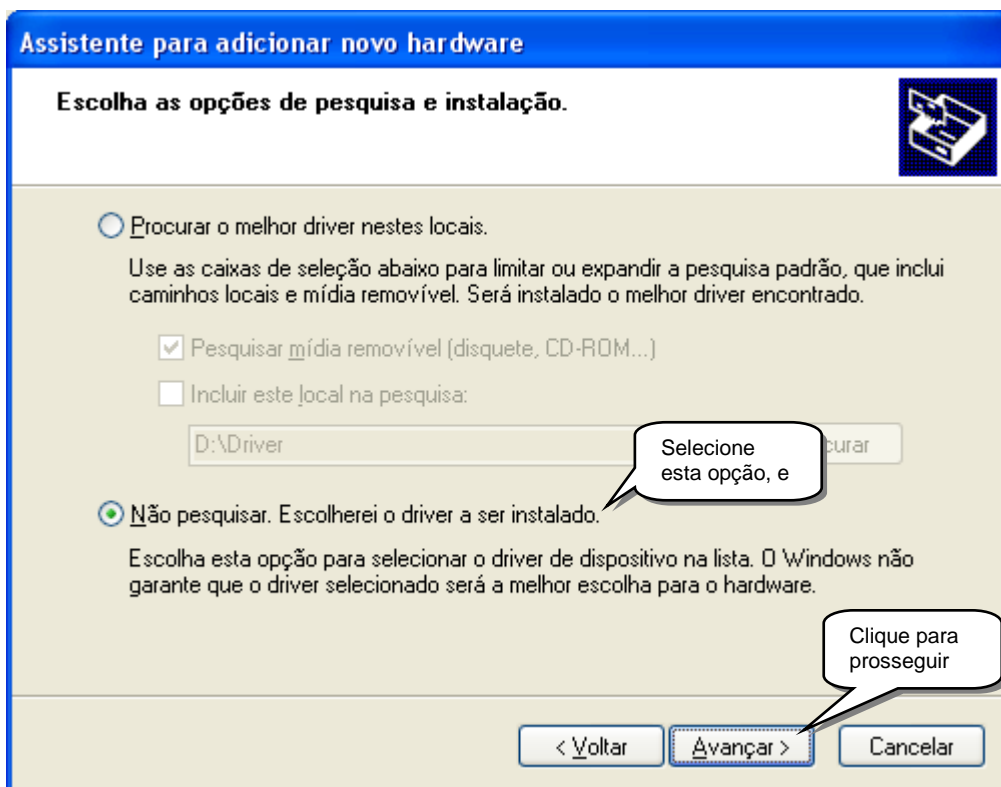 Assistente para adicionar novo hardware
Escolha as opções de pesquisa e instalação.
Procurar o melhor driver nestes locais.
Use as caixas de seleção abaixo para limitar ou expandir a pesquisa padrão, que inclui
caminhos locais e mídia removível. Será instalado o melhor driver encontrado.
Pesquisar mídia removível (disquete, CD-ROM...)
Incluir este local na pesquisa:
D:\Driver
curar
Selecione
esta opção, e
Não pesquisar. Escolherei o driver a ser instalado.
Escolha esta opção para selecionar o driver de dispositivo na lista. O Windows não
garante que o driver selecionado será a melhor escolha para o hardware.
Clique para
prosseguir
< Voltar
Avançar >
Cancelar